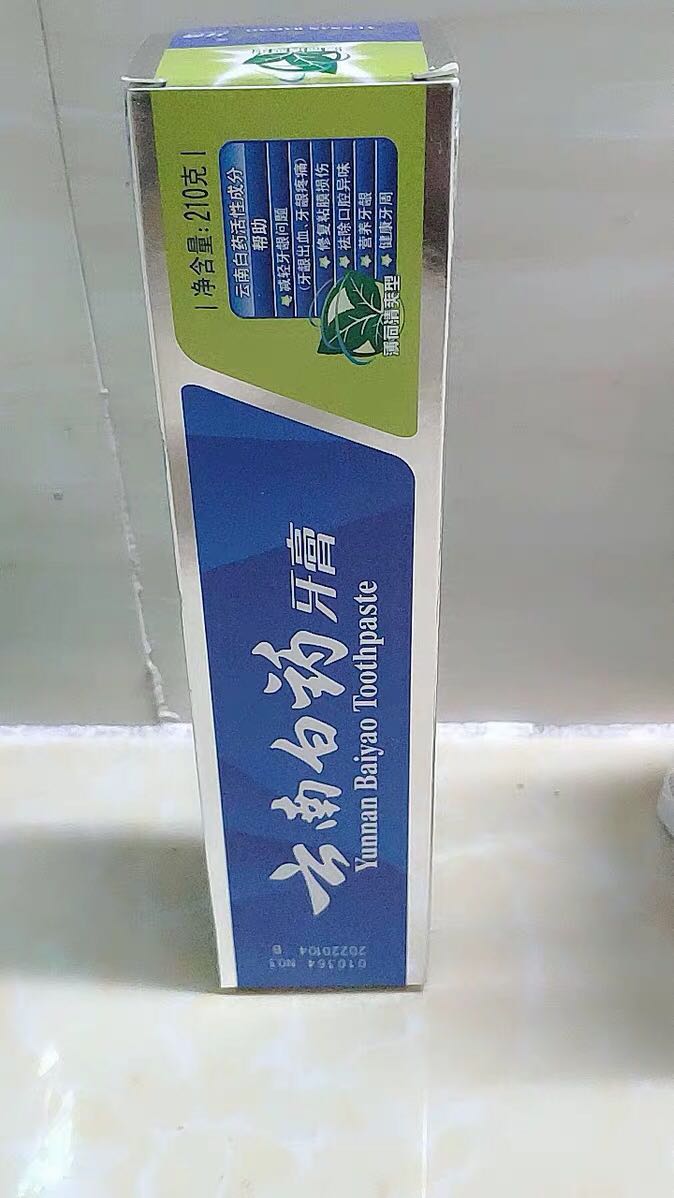 云南白药牙膏
Yunnan Baiyao Toothpaste
净含量:210克
云南白药活性成分
帮助
减轻牙龈问题
(牙龈出血、牙龈疼痛)
修复粘膜损伤
祛除口腔异味
营养牙龈
健康牙周
薄荷清爽型
010364 NO3
20220104 B